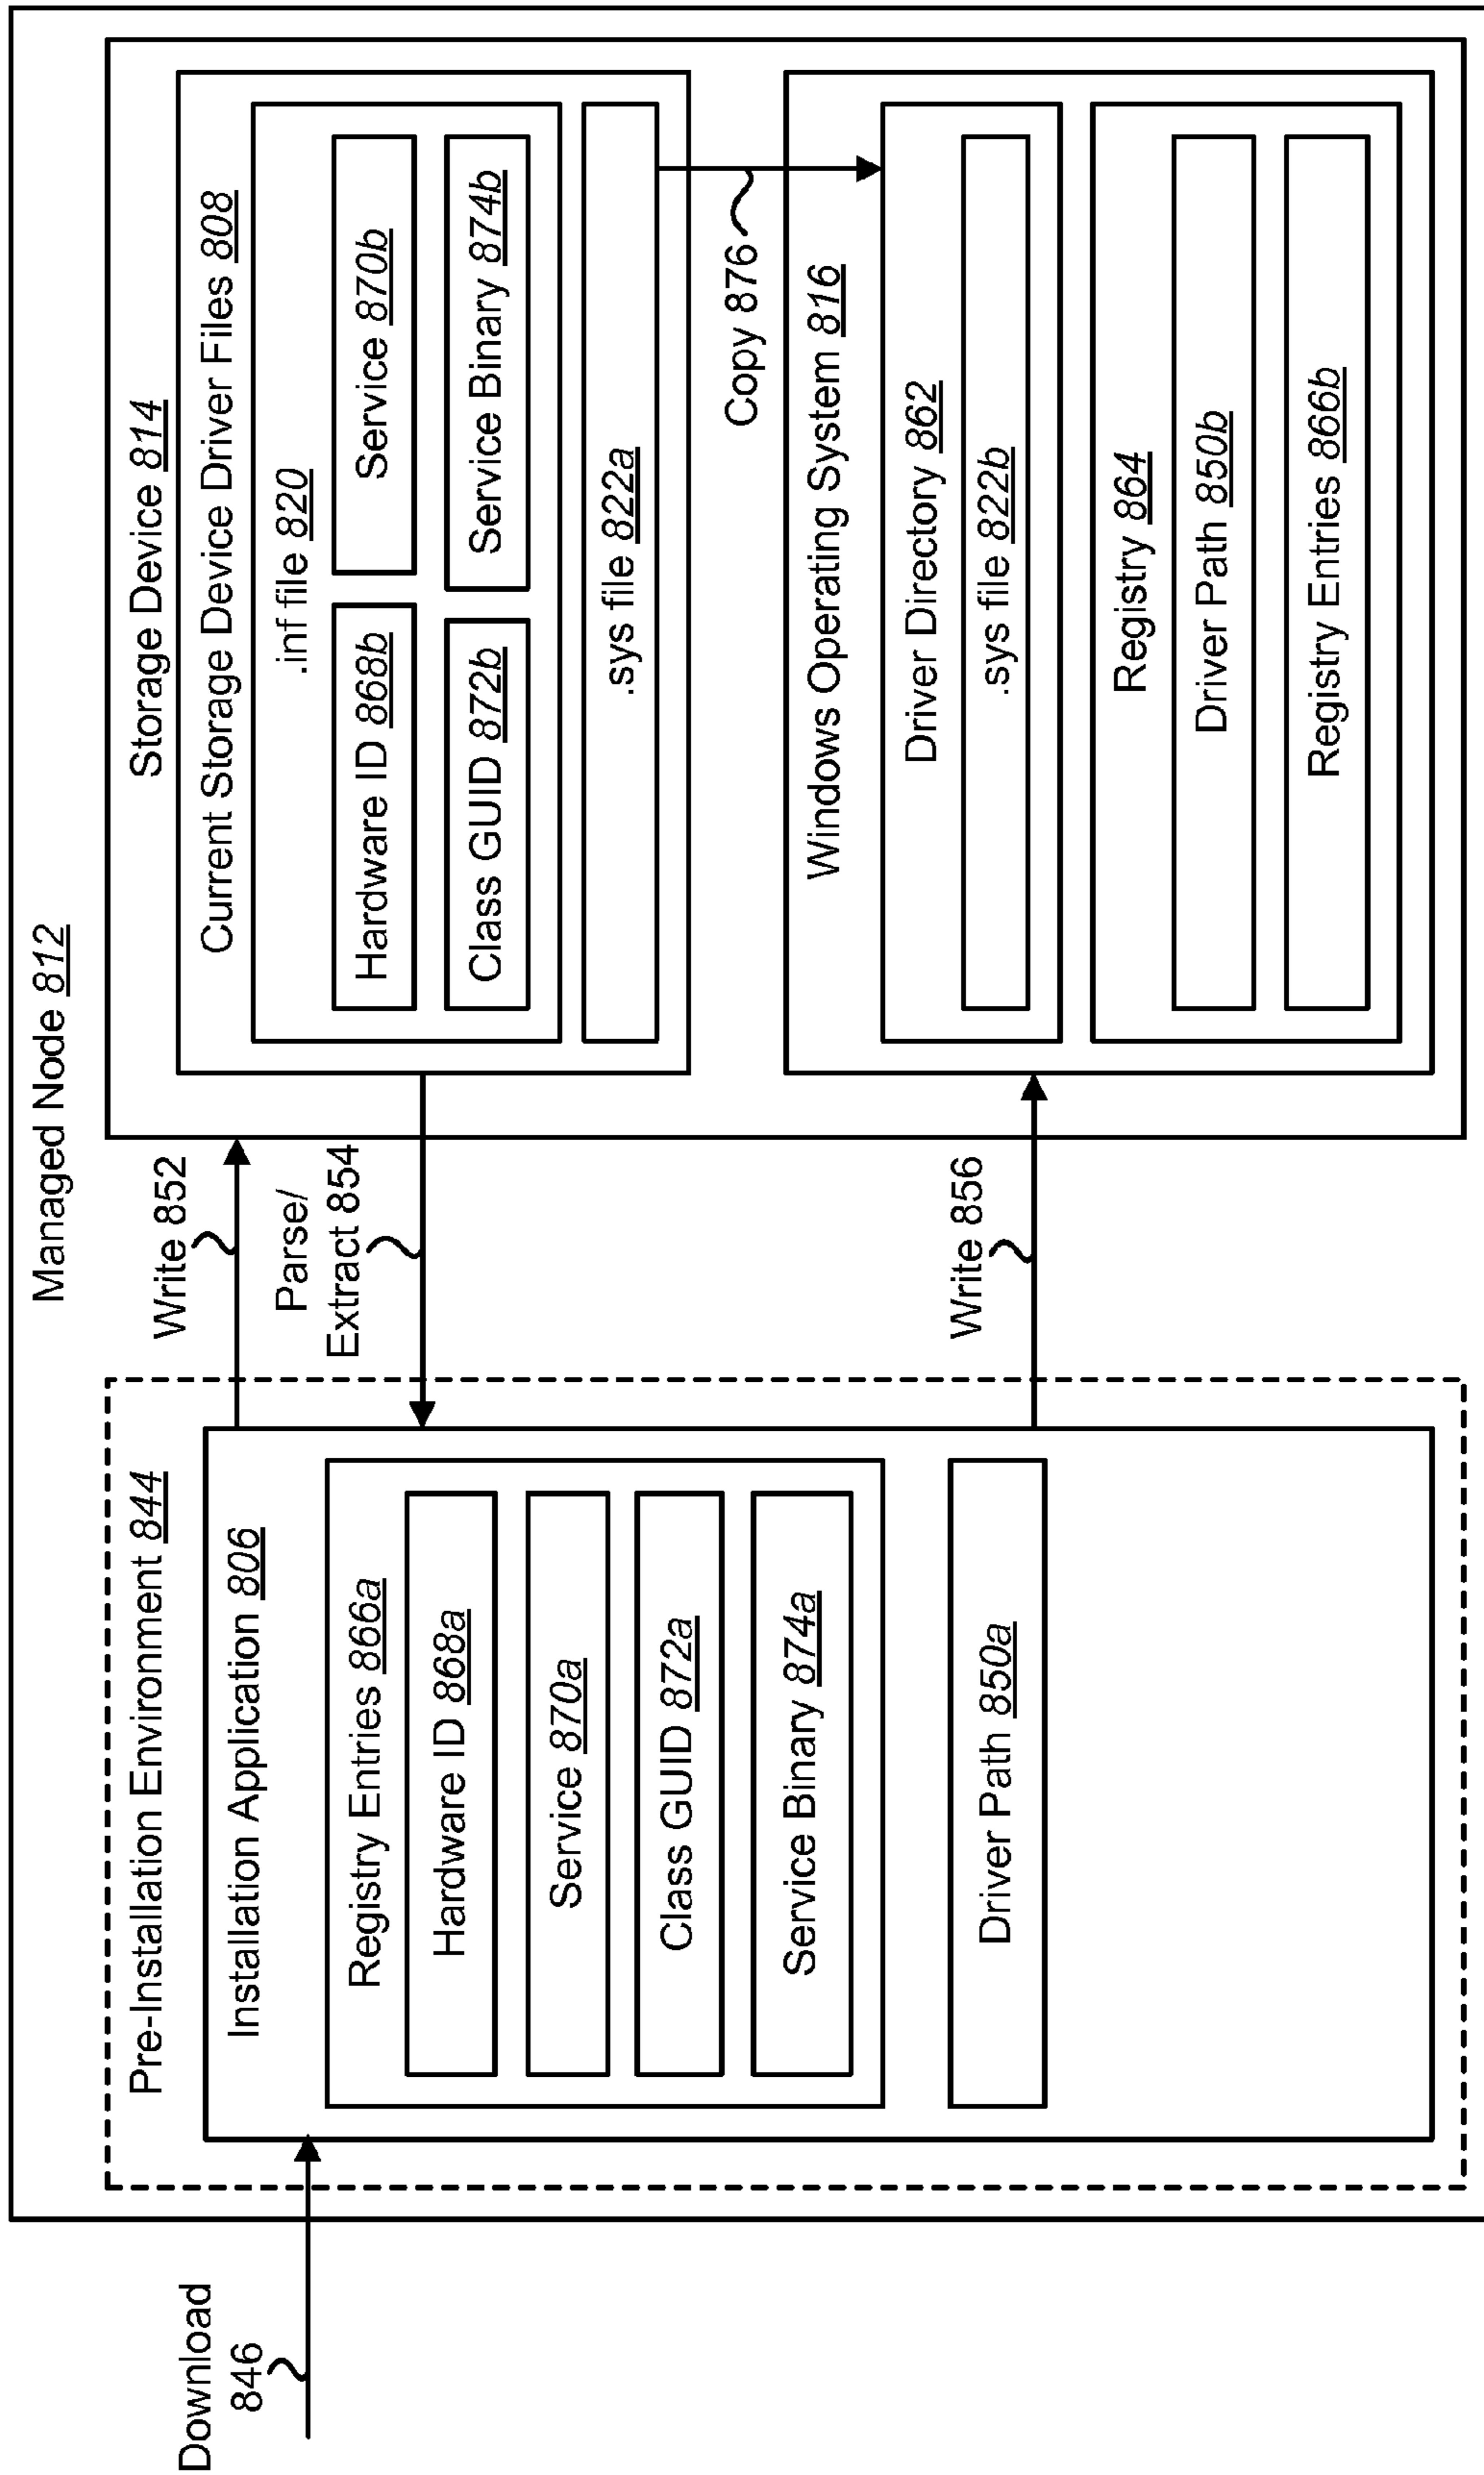 Managed Node 812
Download
846
Pre-Installation Environment 844
Installation Application 806
Registry Entries 866a
Hardware ID 868a
Service 870a
Class GUID 872a
Service Binary 874a
Driver Path 850a
Write 852
Parse/
Extract 854
Write 856
Storage Device 814
Current Storage Device Driver Files 808
.inf file 820
Hardware ID 868b
Service 870b
Class GUID 872b
Service Binary 874b
.sys file 822a
Copy 876
Windows Operating System 816
Driver Directory 862
.sys file 822b
Registry 864
Driver Path 850b
Registry Entries 866b